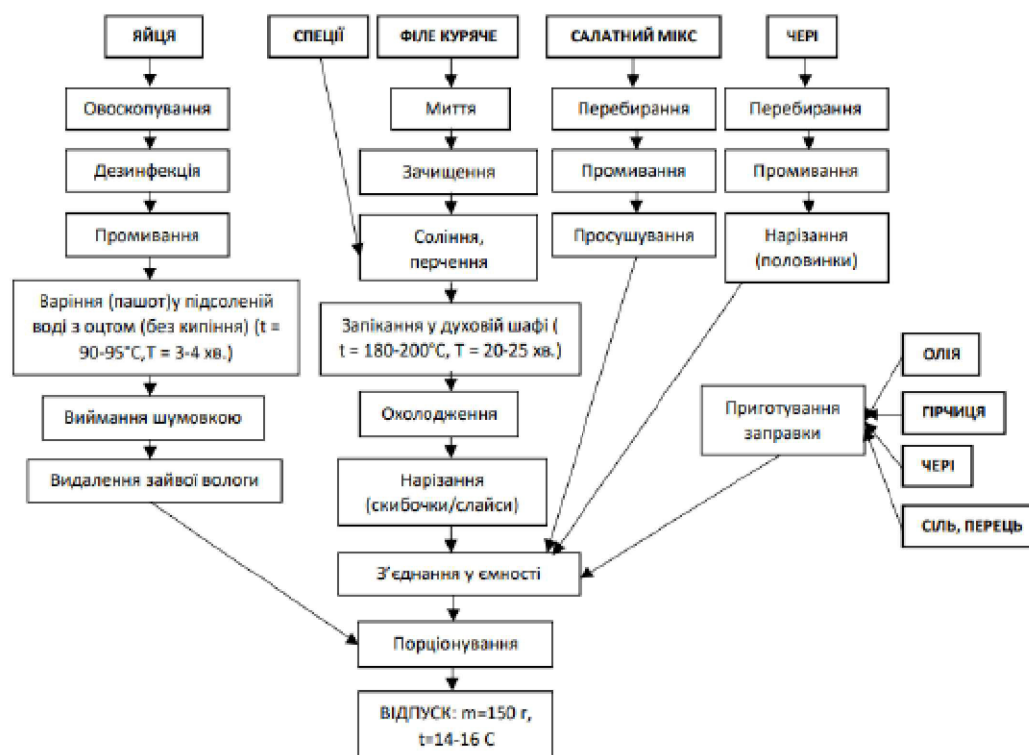 ЯЙЦЯ
СПЕЦІЇ
ФІЛЕ КУРЯЧЕ
САЛАТНИЙ МІКС
ЧЕРІ
Овоскопування
Миття
Перебирання
Перебирання
Дезинфекція
Зачищення
Промивання
Промивання
Промивання
Соління,
перчення
Просушування
Нарізання
(половинки)
Варіння (пашот)у підсоленій
воді з оцтом (без кипіння) (t =
90-95°C,T = 3-4 хв.)
Запікання у духовій шафі (
t = 180-200°C, T = 20-25 хв.)
ОЛІЯ
Виймання шумовкою
Охолодження
Приготування
заправки
ГІРЧИЦЯ
ЧЕРІ
Видалення зайвої вологи
Нарізання
(скибочки/слайси)
СІЛЬ, ПЕРЕЦЬ
З’єднання у ємності
Порціонування
ВІДПУСК: m=150 г,
t=14-16 С